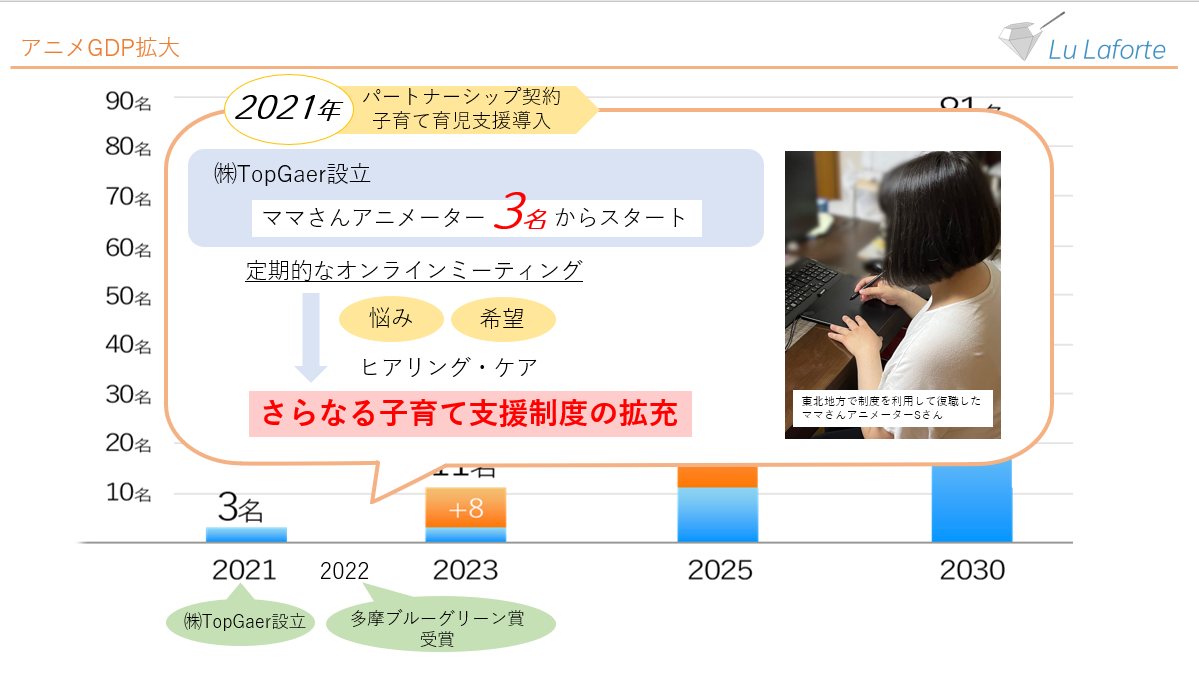 アニメGDP拡大
Lu Laforte
2021年
パートナーシップ契約
子育て育児支援導入
㈱TopGaer設立
ママさんアニメーター 3名 からスタート
定期的なオンラインミーティング
悩み
希望
ヒアリング・ケア
さらなる子育て支援制度の拡充
東北地方で制度を利用して復職した
ママさんアニメーターSさん
90名
80名
70名
60名
50名
40名
30名
20名
10名
3名
11名
+8
2021
2022
2023
2025
2030
㈱TopGaer設立
多摩ブルーグリーン賞
受賞